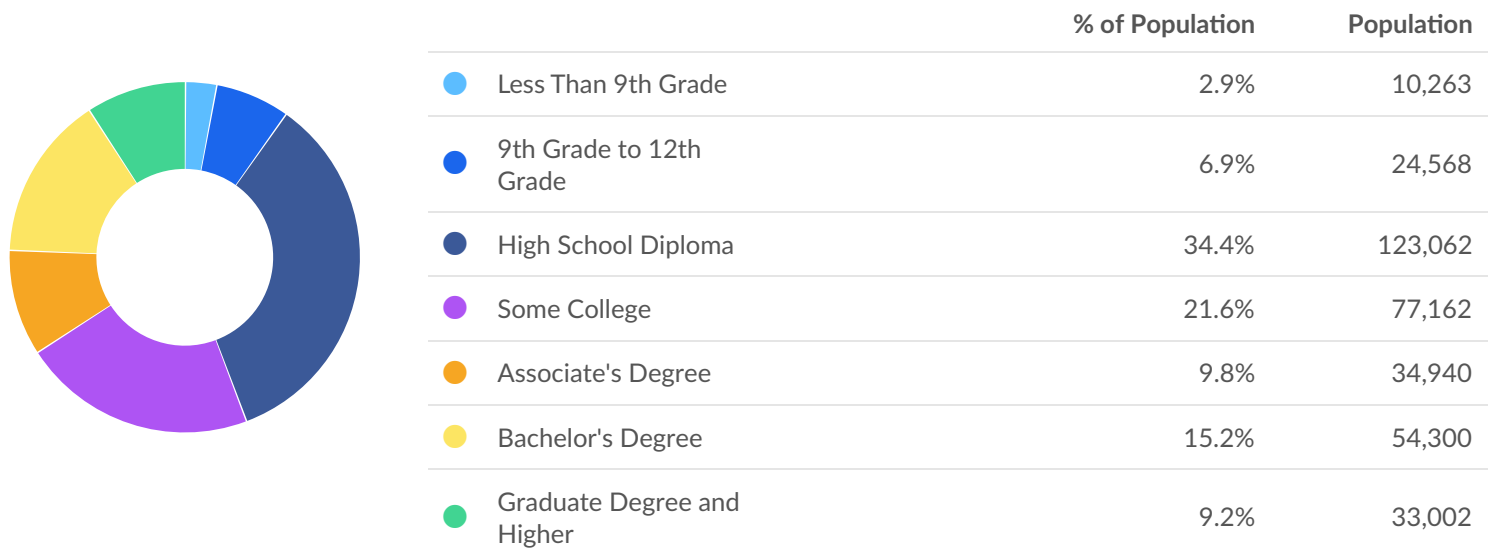 % of Population Population
Less Than 9th Grade 2.9% 10,263
9th Grade to 12th
Grade 6.9% 24,568
High School Diploma 34.4% 123,062
Some College 21.6% 77,162
Associate's Degree 9.8% 34,940
Bachelor's Degree 15.2% 54,300
Graduate Degree and
Higher 9.2% 33,002